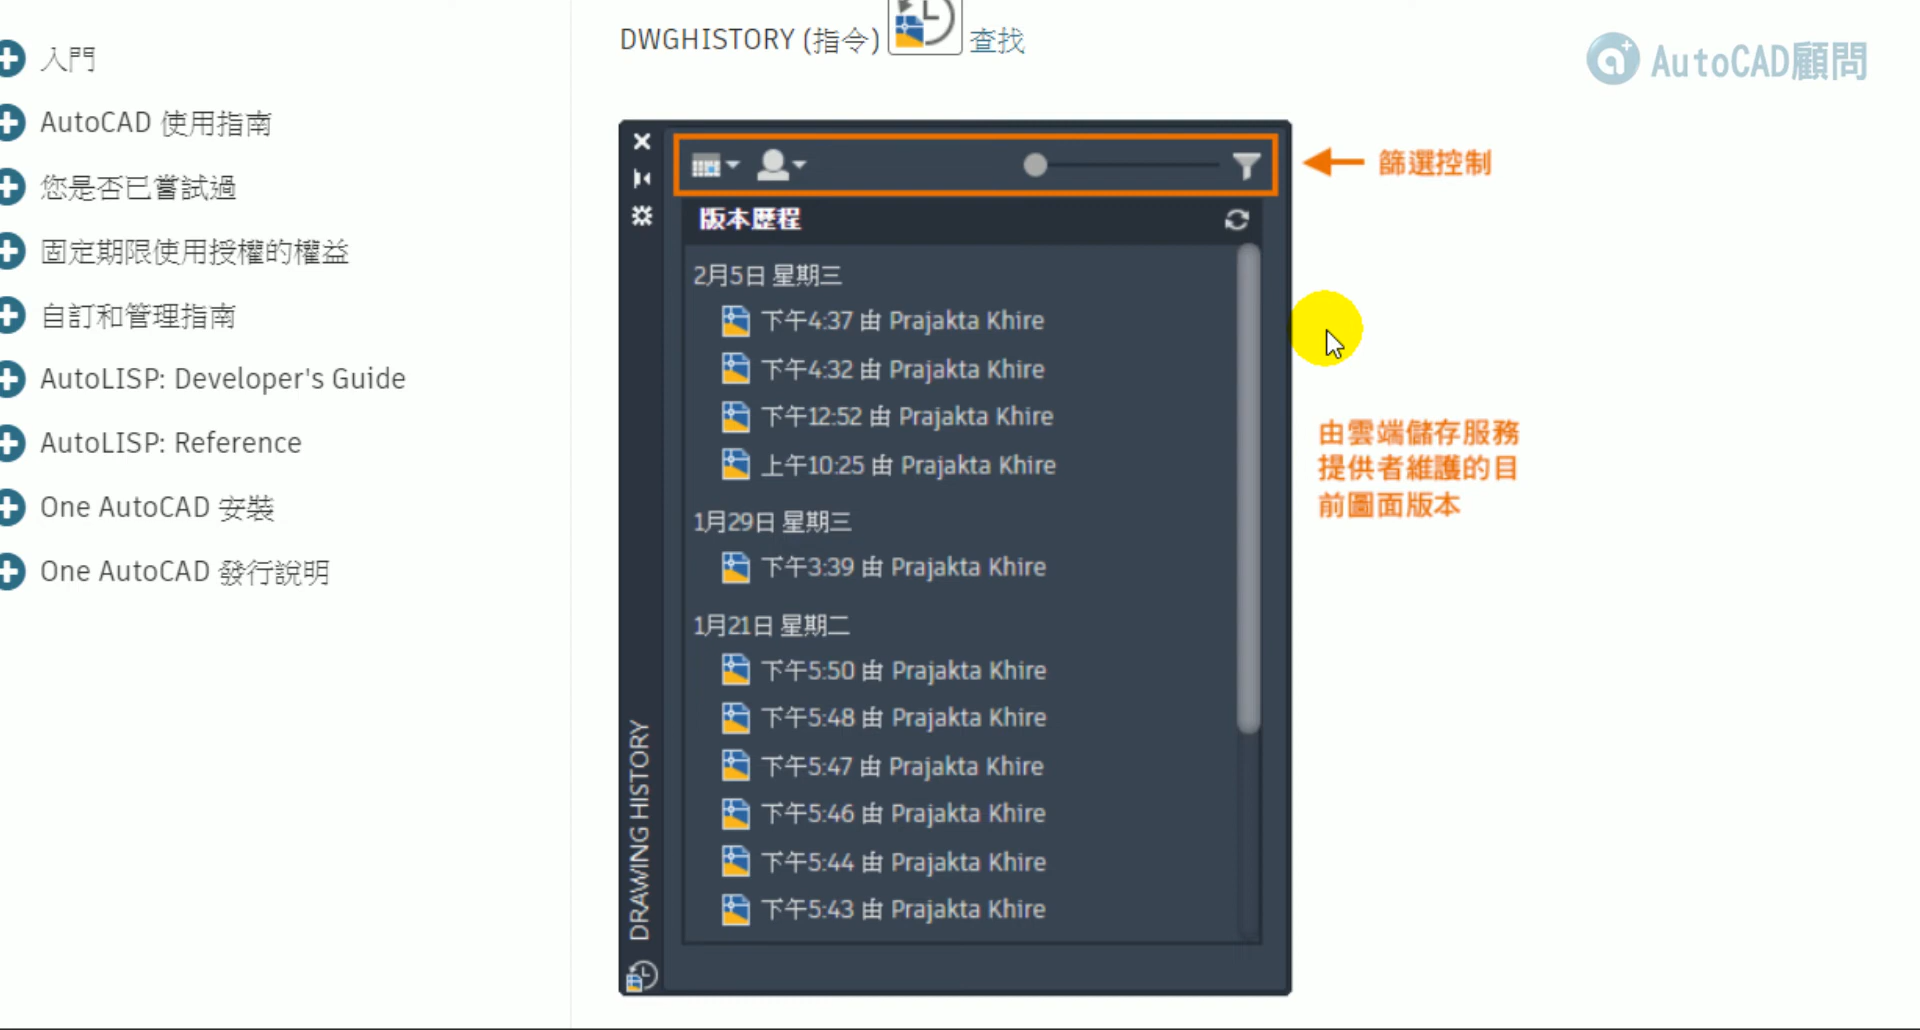 DWGHISTORY (指令) 查找
AutoCAD顧問
入門
AutoCAD 使用指南
您是否已嘗試過
固定期限使用授權的權益
自訂和管理指南
AutoLISP: Developer's Guide
AutoLISP: Reference
One AutoCAD 安裝
One AutoCAD 發行說明
篩選控制
版本歷程
2月5日 星期三
下午4:37 由 Prajakta Khire
下午4:32 由 Prajakta Khire
下午12:52 由 Prajakta Khire
上午10:25 由 Prajakta Khire
1月29日 星期三
下午3:39 由 Prajakta Khire
1月21日 星期二
下午5:50 由 Prajakta Khire
下午5:48 由 Prajakta Khire
下午5:47 由 Prajakta Khire
下午5:46 由 Prajakta Khire
下午5:44 由 Prajakta Khire
下午5:43 由 Prajakta Khire
DRAWING HISTORY
由雲端儲存服務
提供者維護的目
前圖面版本